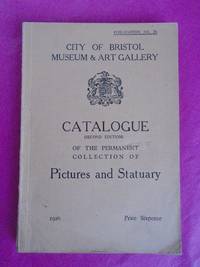 PUBLICATION NO. 26
CITY OF BRISTOL
MUSEUM & ART GALLERY
CATALOGUE
(SECOND EDITION)
OF THE PERMANENT
COLLECTION OF
Pictures and Statuary
Price Sixpence